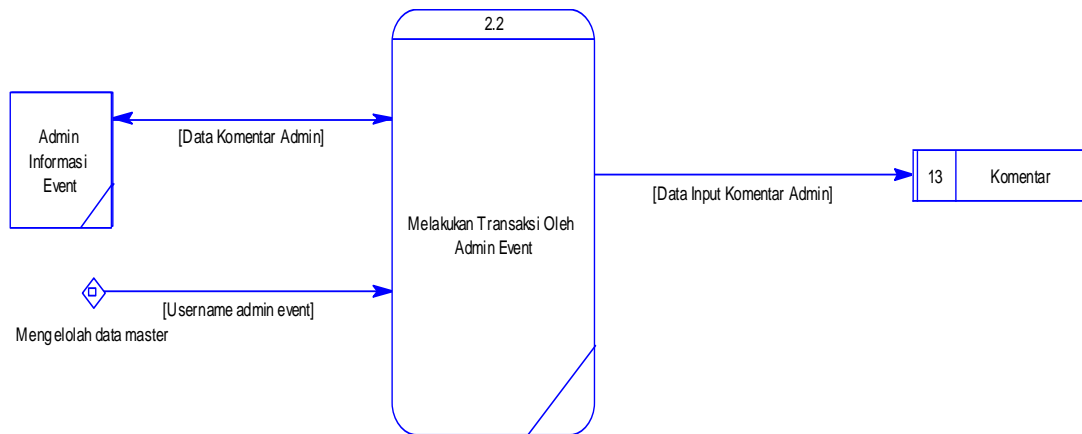 2.2
Admin
Informasi
Event
[Data Komentar Admin]
13
Komentar
[Data Input Komentar Admin]
Melakukan Transaksi Oleh
Admin Event
[Username admin event]
Mengelolah data master